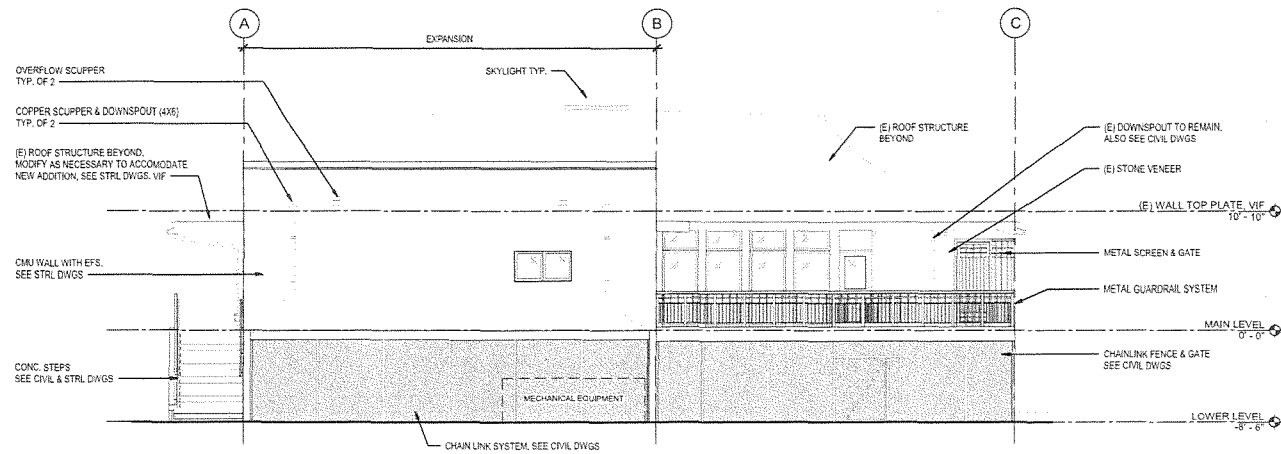 A
B
C
EXPANSION
OVERFLOW SCUPPER
TYP. OF 2
SKYLIGHT TYP.
COPPER SCUPPER & DOWNSPOUT (4X6)
TYP. OF 2
(E) ROOF STRUCTURE BEYOND,
MODIFY AS NECESSARY TO ACCOMODATE
NEW ADDITION, SEE STRL DWGS. VIF
(E) ROOF STRUCTURE
BEYOND
(E) DOWNSPOUT TO REMAIN,
ALSO SEE CIVIL DWGS
(E) STONE VENEER
(E) WALL TOP PLATE, VIF
10' - 10"
CMU WALL WITH EFS.
SEE STRL DWGS
METAL SCREEN & GATE
METAL GUARDRAIL SYSTEM
MAIN LEVEL
0' - 0"
CONC. STEPS
SEE CIVIL & STRL DWGS
CHAINLINK FENCE & GATE
SEE CIVIL DWGS
MECHANICAL EQUIPMENT
LOWER LEVEL
-8' - 6"
CHAIN LINK SYSTEM, SEE CIVIL DWGS